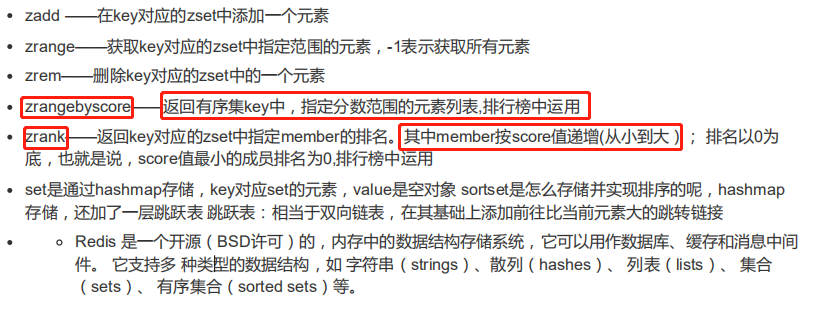 zadd ——在key对应的zset中添加一个元素
zrange——获取key对应的zset中指定范围的元素，-1表示获取所有元素
zrem——删除key对应的zset中的一个元素
zrangebyscore——返回有序集key中，指定分数范围的元素列表,排行榜中运用
zrank——返回key对应的zset中指定member的排名。其中member按score值递增(从小到大）； 排名以0为
底，也就是说，score值最小的成员排名为0,排行榜中运用
set是通过hashmap存储，key对应set的元素，value是空对象 sortset是怎么存储并实现排序的呢，hashmap
存储，还加了一层跳跃表 跳跃表：相当于双向链表，在其基础上添加前往比当前元素大的跳转链接
Redis 是一个开源（BSD许可）的，内存中的数据结构存储系统，它可以用作数据库、缓存和消息中间
件。 它支持多 种类型的数据结构，如 字符串（strings）、散列（hashes）、 列表（lists）、 集合
（sets）、 有序集合（sorted sets）等。